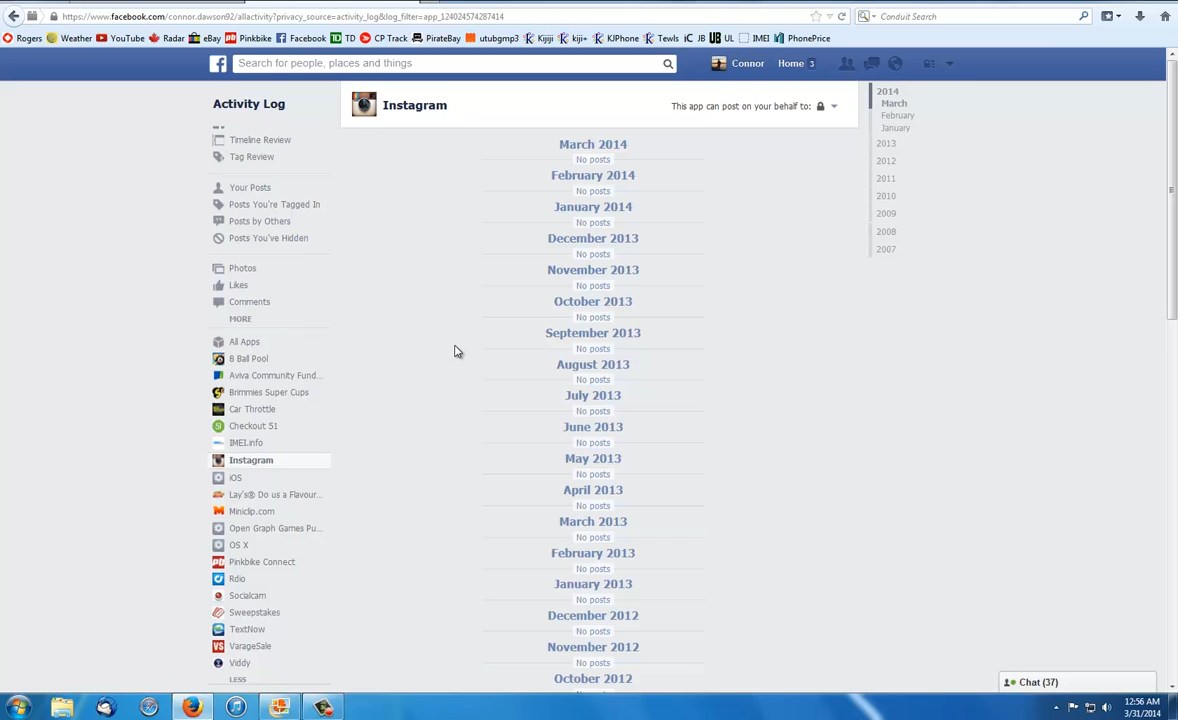 https://www.facebook.com/connor.dawson92/allactivity?privacy_source=activity_log&log_filter=app_124024574287414
Conduit Search
Rogers Weather YouTube Radar eBay Pinkbike Facebook TD CP Track PirateBay utubgmp3 Kijiji kiji+ KJPhone Tewls JB UL IMEI PhonePrice
Search for people, places and things
Connor Home 3
Activity Log
Timeline Review
Tag Review
Your Posts
Posts You're Tagged In
Posts by Others
Posts You've Hidden
Photos
Likes
Comments
MORE
All Apps
8 Ball Pool
Aviva Community Fund...
Brimmies Super Cups
Car Throttle
Checkout 51
IMEI.info
Instagram
iOS
Lay's® Do us a Flavour...
Miniclip.com
Open Graph Games Pu...
OS X
Pinkbike Connect
Rdio
Socialcam
Sweepstakes
TextNow
VarageSale
Viddy
LESS
Instagram
This app can post on your behalf to:
March 2014
No posts
February 2014
No posts
January 2014
No posts
December 2013
No posts
November 2013
No posts
October 2013
No posts
September 2013
No posts
August 2013
No posts
July 2013
No posts
June 2013
No posts
May 2013
No posts
April 2013
No posts
March 2013
No posts
February 2013
No posts
January 2013
No posts
December 2012
No posts
November 2012
No posts
October 2012
2014
March
February
January
2013
2012
2011
2010
2009
2008
2007
Chat (37)
12:56 AM
3/31/2014